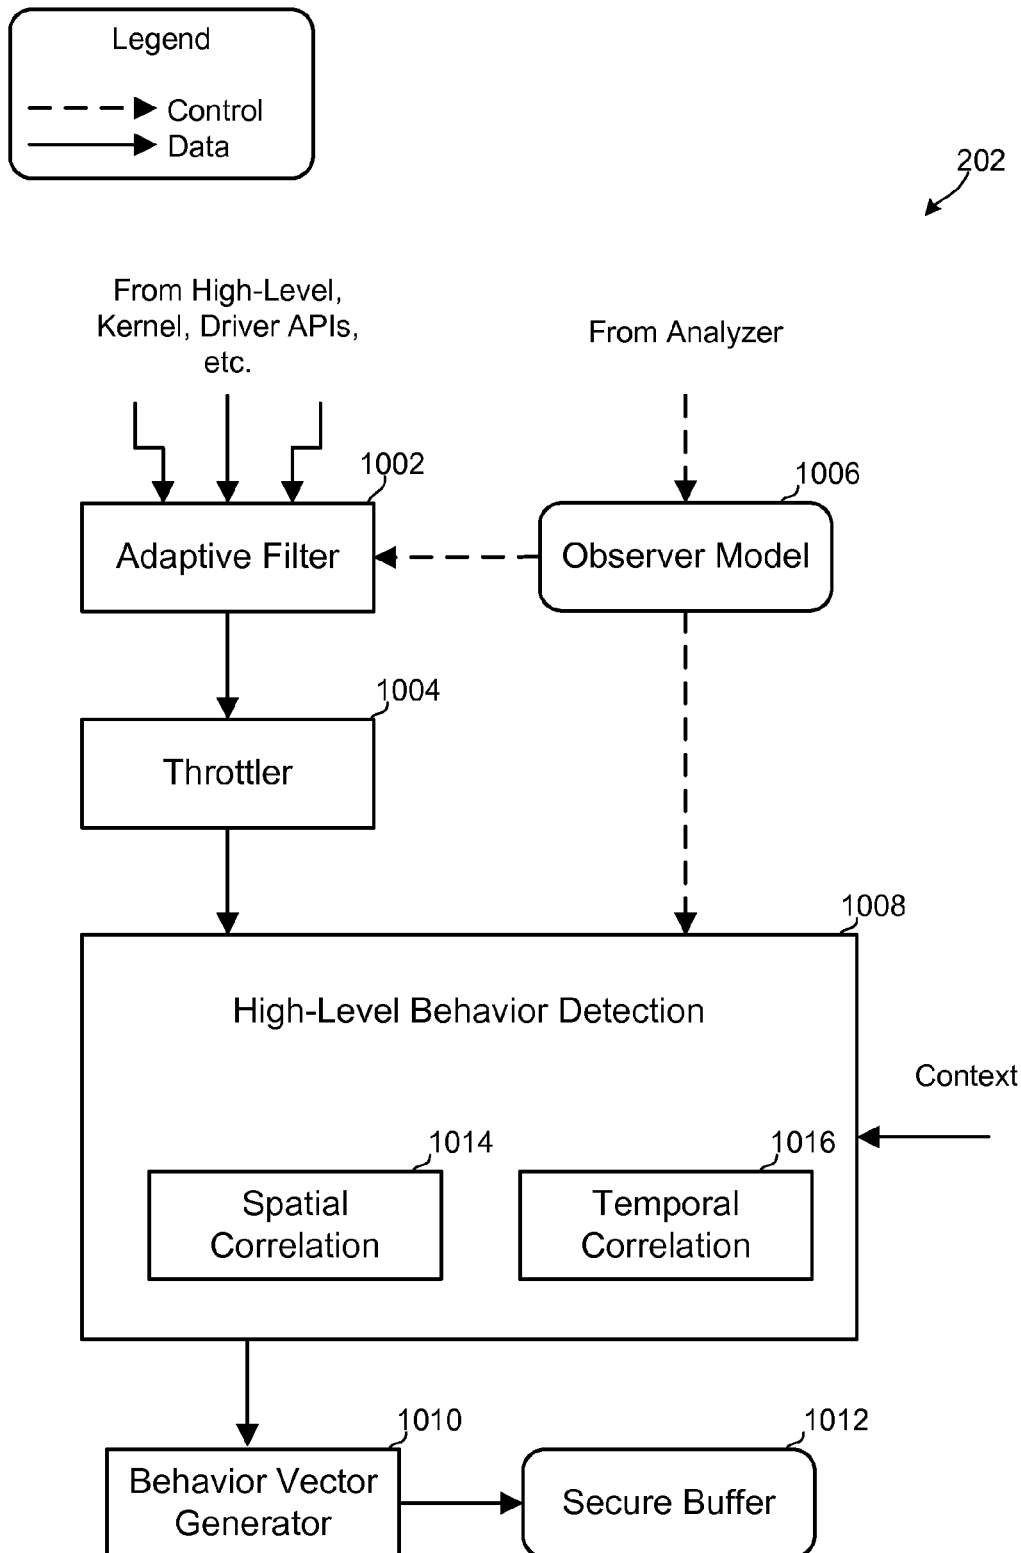 Legend
Control
Data
202
From High-Level,
Kernel, Driver APIs,
etc.
From Analyzer
1002
1006
Adaptive Filter
Observer Model
1004
Throttler
1008
High-Level Behavior Detection
Context
1014
1016
Spatial
Correlation
Temporal
Correlation
1010
1012
Behavior Vector
Generator
Secure Buffer